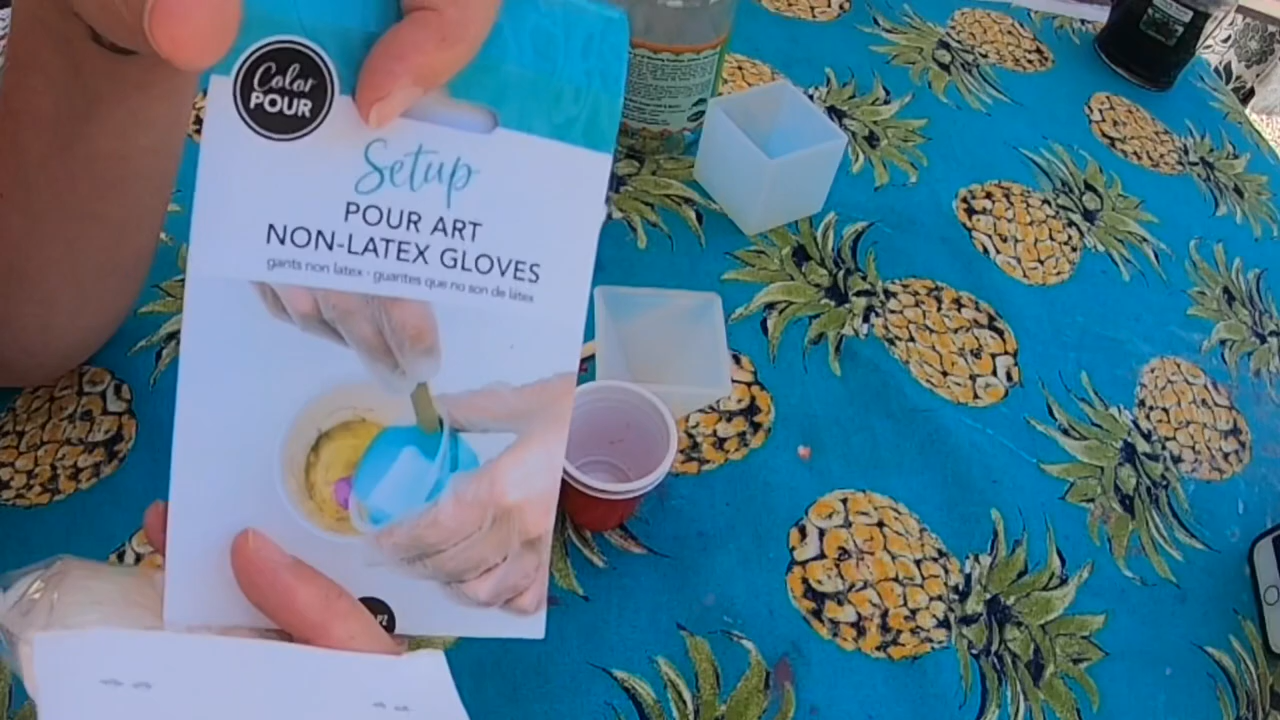 Color
POUR
Setup
POUR ART
NON-LATEX GLOVES
gants non latex • guantes que no son de látex